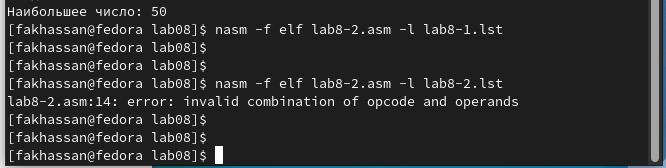 Наибольшее число: 50
[fakhassan@fedora lab08]$ nasm -f elf lab8-2.asm -l lab8-1.lst
[fakhassan@fedora lab08]$
[fakhassan@fedora lab08]$
[fakhassan@fedora lab08]$ nasm -f elf lab8-2.asm -l lab8-2.lst
lab8-2.asm:14: error: invalid combination of opcode and operands
[fakhassan@fedora lab08]$
[fakhassan@fedora lab08]$
[fakhassan@fedora lab08]$